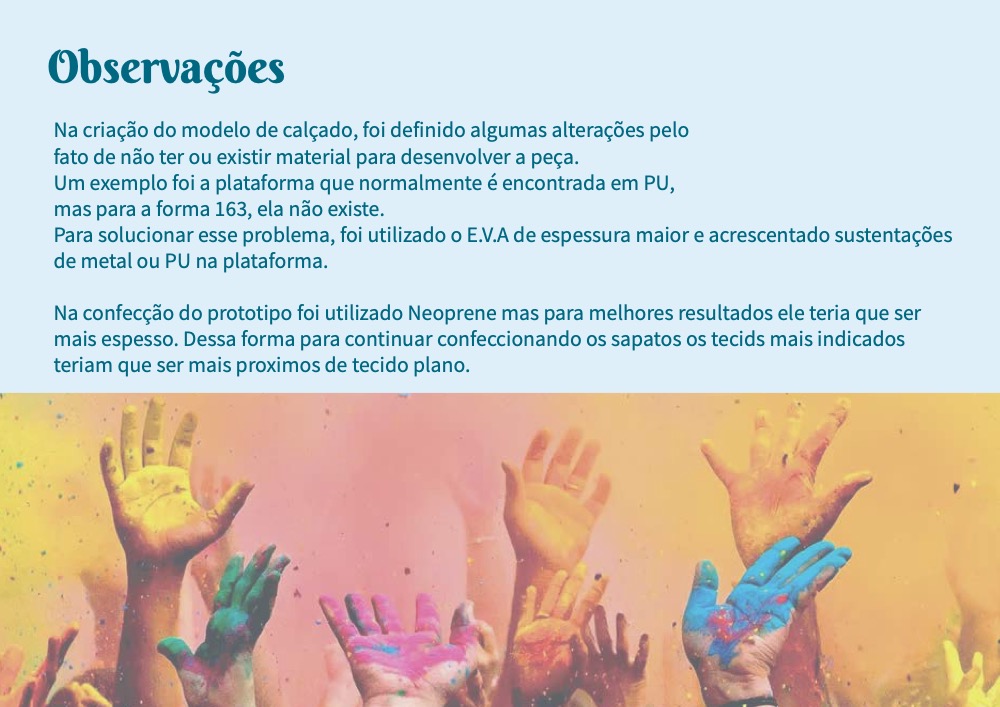 Observações
Na criação do modelo de calçado, foi definido algumas alterações pelo
fato de não ter ou existir material para desenvolver a peça.
Um exemplo foi a plataforma que normalmente é encontrada em PU,
mas para a forma 163, ela não existe.
Para solucionar esse problema, foi utilizado o E.V.A de espessura maior e acrescentado sustentações
de metal ou PU na plataforma.
Na confecção do prototipo foi utilizado Neoprene mas para melhores resultados ele teria que ser
mais espesso. Dessa forma para continuar confeccionando os sapatos os tecids mais indicados
teriam que ser mais proximos de tecido plano.